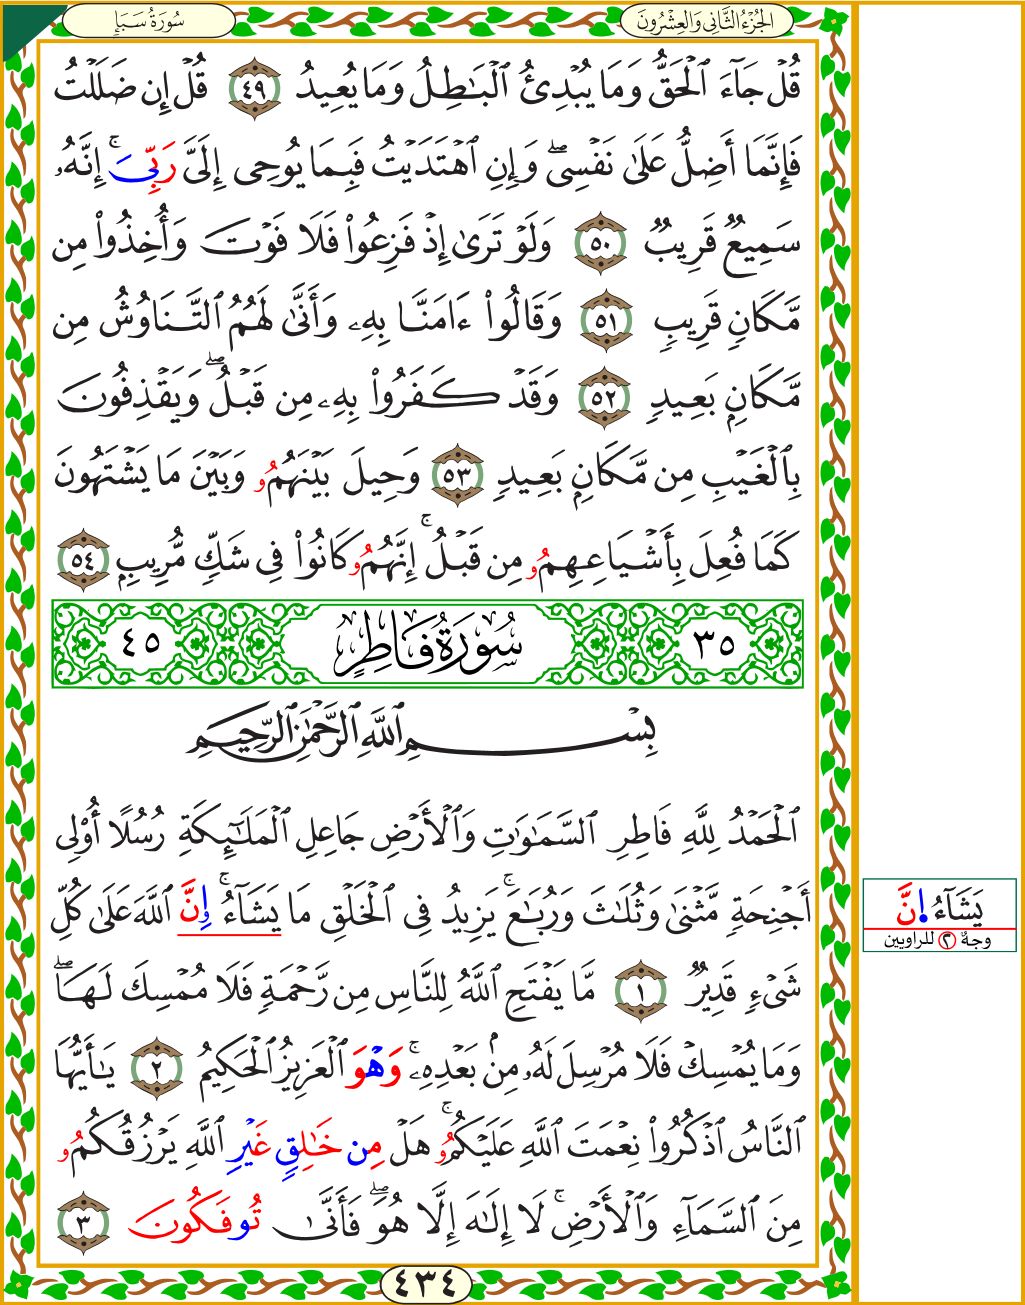 سُورَةُ سَبَإٍ
الجُزْءُ الثَّانِي وَالعِشْرُونَ
قُلْ جَآءَ ٱلْحَقُّ وَمَا يُبْدِئُ ٱلْبَٰطِلُ وَمَا يُعِيدُ ٤٩ قُلْ إِن ضَلَلْتُ
فَإِنَّمَآ أَضِلُّ عَلَىٰ نَفْسِىۖ وَإِنِ ٱهْتَدَيْتُ فَبِمَا يُوحِىٓ إِلَىَّ رَبِّىَۚ إِنَّهُۥ
سَمِيعٌ قَرِيبٌ ٥٠ وَلَوْ تَرَىٰٓ إِذْ فَزِعُوا۟ فَلَا فَوْتَ وَأُخِذُوا۟ مِن
مَّكَانٍ قَرِيبٍ ٥١ وَقَالُوٓا۟ ءَامَنَّا بِهِۦ وَأَنَّىٰ لَهُمُ ٱلتَّنَاوُشُ مِن
مَّكَانٍۭ بَعِيدٍ ٥٢ وَقَدْ كَفَرُوا۟ بِهِۦ مِن قَبْلُۖ وَيَقْذِفُونَ
بِٱلْغَيْبِ مِن مَّكَانٍۭ بَعِيدٍ ٥٣ وَحِيلَ بَيْنَهُمُۥ وَبَيْنَ مَا يَشْتَهُونَ
كَمَا فُعِلَ بِأَشْيَاعِهِمُۥ مِن قَبْلُۚ إِنَّهُمُۥ كَانُوا۟ فِى شَكٍّ مُّرِيبٍۭ ٥٤
٣٥ سُورَةُ فَاطِرٍ ٤٥
بِسْمِ ٱللَّهِ ٱلرَّحْمَٰنِ ٱلرَّحِيمِ
ٱلْحَمْدُ لِلَّهِ فَاطِرِ ٱلسَّمَٰوَٰتِ وَٱلْأَرْضِ جَاعِلِ ٱلْمَلَٰٓئِكَةِ رُسُلًا أُو۟لِىٓ
أَجْنِحَةٍ مَّثْنَىٰ وَثُلَٰثَ وَرُبَٰعَۚ يَزِيدُ فِى ٱلْخَلْقِ مَا يَشَآءُۚ إِنَّ ٱللَّهَ عَلَىٰ كُلِّ
شَىْءٍ قَدِيرٌ ١ مَّا يَفْتَحِ ٱللَّهُ لِلنَّاسِ مِن رَّحْمَةٍ فَلَا مُمْسِكَ لَهَاۖ
وَمَا يُمْسِكْ فَلَا مُرْسِلَ لَهُۥ مِنۢ بَعْدِهِۦۚ وَهْوَ ٱلْعَزِيزُ ٱلْحَكِيمُ ٢ يَٰٓأَيُّهَا
ٱلنَّاسُ ٱذْكُرُوا۟ نِعْمَتَ ٱللَّهِ عَلَيْكُمُۥۚ هَلْ مِن خَٰلِقٍ غَيْرِ ٱللَّهِ يَرْزُقُكُمُۥ
مِنَ ٱلسَّمَآءِ وَٱلْأَرْضِۚ لَآ إِلَٰهَ إِلَّا هُوَۖ فَأَنَّىٰ تُوفَكُونَ ٣
٤٣٤
يَشَآءُ اِنَّ
وجهٌ ٢ للراويين